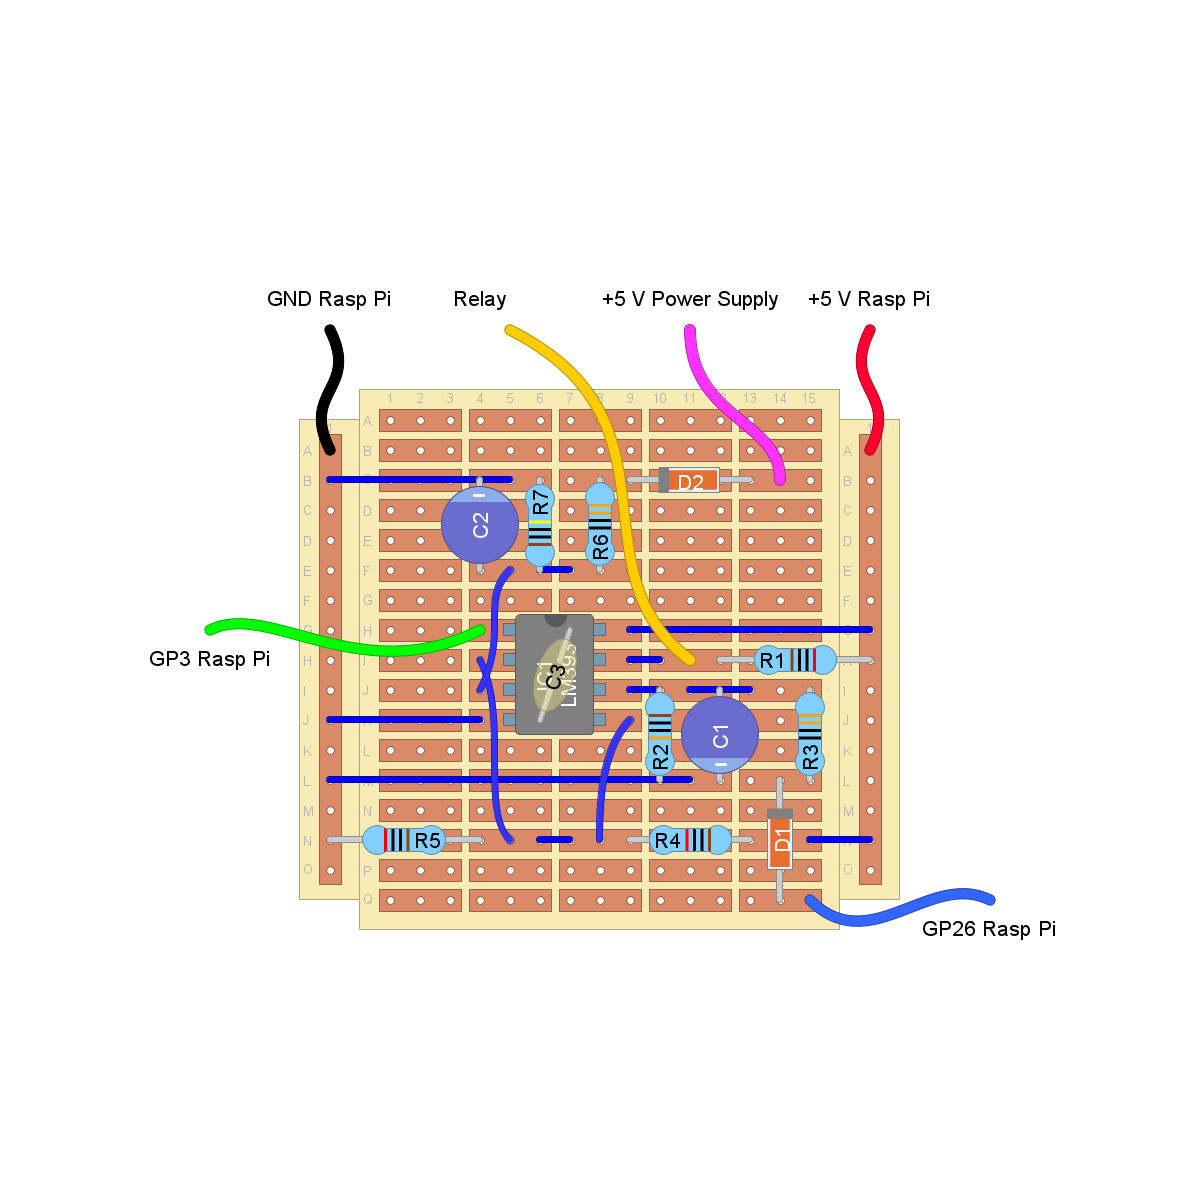 GND Rasp Pi
Relay
+5 V Power Supply
+5 V Rasp Pi
1 2 3 4 5 6 7 8 9 10 11 13 14 15
A
A
A
B
B
B
D2
C
R7
C
C2
D
C
D
E
R6
D
E
F
E
F
G
F
H
GP3 Rasp Pi
H
R1
H
IC1
LM393
C3
I
J
I
J
C1
J
K
L
R2
R3
K
L
L
M
N
M
N
R5
R4
D1
O
P
O
Q
GP26 Rasp Pi